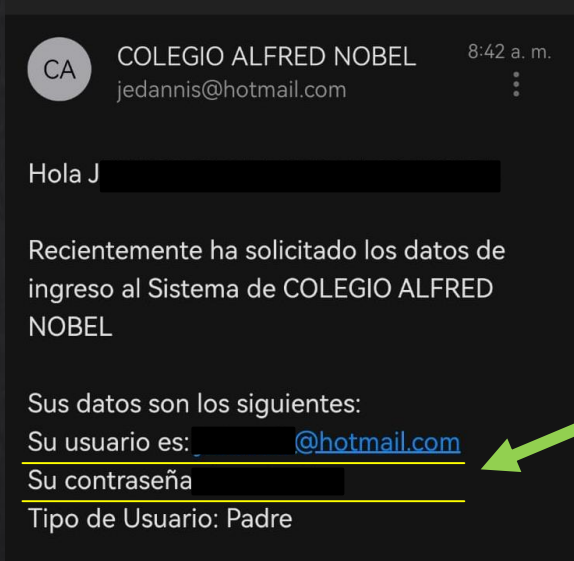 CA
COLEGIO ALFRED NOBEL
8:42 a. m.
jedannis@hotmail.com
Hola J
Recientemente ha solicitado los datos de
ingreso al Sistema de COLEGIO ALFRED
NOBEL
Sus datos son los siguientes:
Su usuario es: @hotmail.com
Su contraseña
Tipo de Usuario: Padre